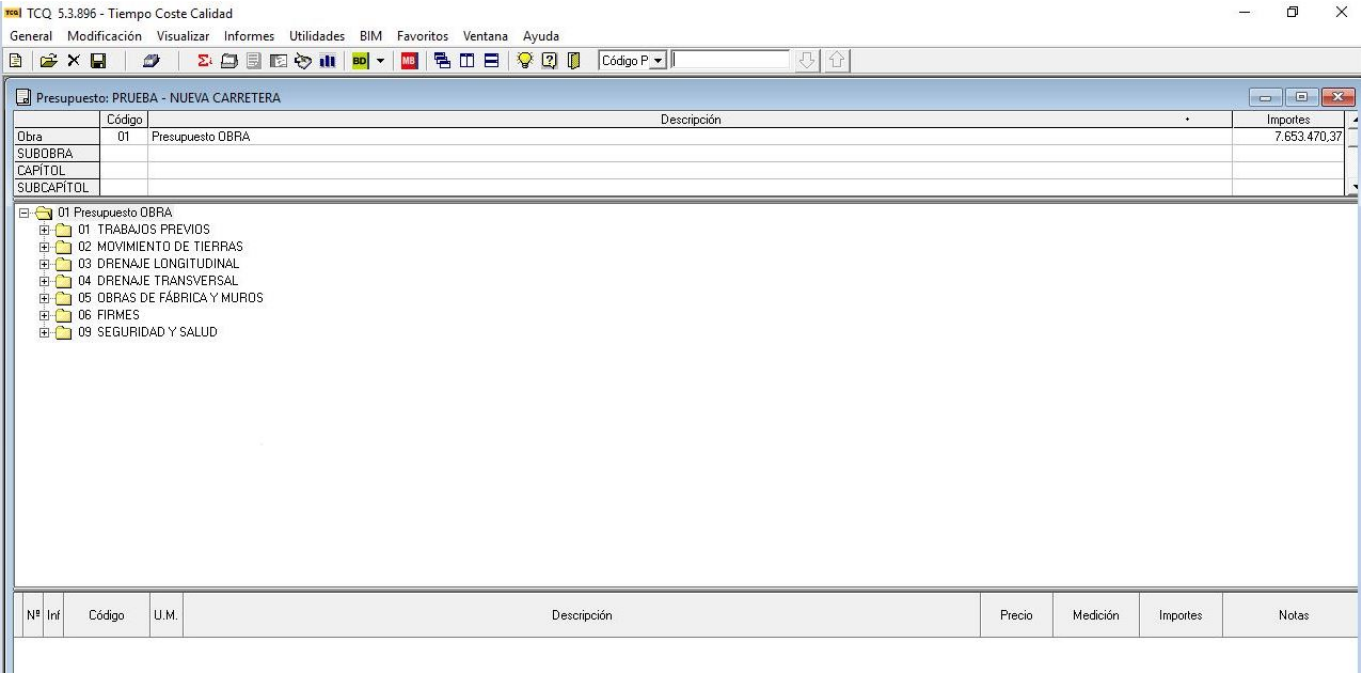 TCQ TCQ 5.3.896 - Tiempo Coste Calidad
General Modificación Visualizar Informes Utilidades BIM Favoritos Ventana Ayuda
BD MB Código P
Presupuesto: PRUEBA - NUEVA CARRETERA
Código Descripción Importes
Obra 01 Presupuesto OBRA 7.653.470,37
SUBOBRA
CAPÍTOL
SUBCAPÍTOL
01 Presupuesto OBRA
01 TRABAJOS PREVIOS
02 MOVIMIENTO DE TIERRAS
03 DRENAJE LONGITUDINAL
04 DRENAJE TRANSVERSAL
05 OBRAS DE FÁBRICA Y MUROS
06 FIRMES
09 SEGURIDAD Y SALUD
Nº Inf Código U.M. Descripción Precio Medición Importes Notas